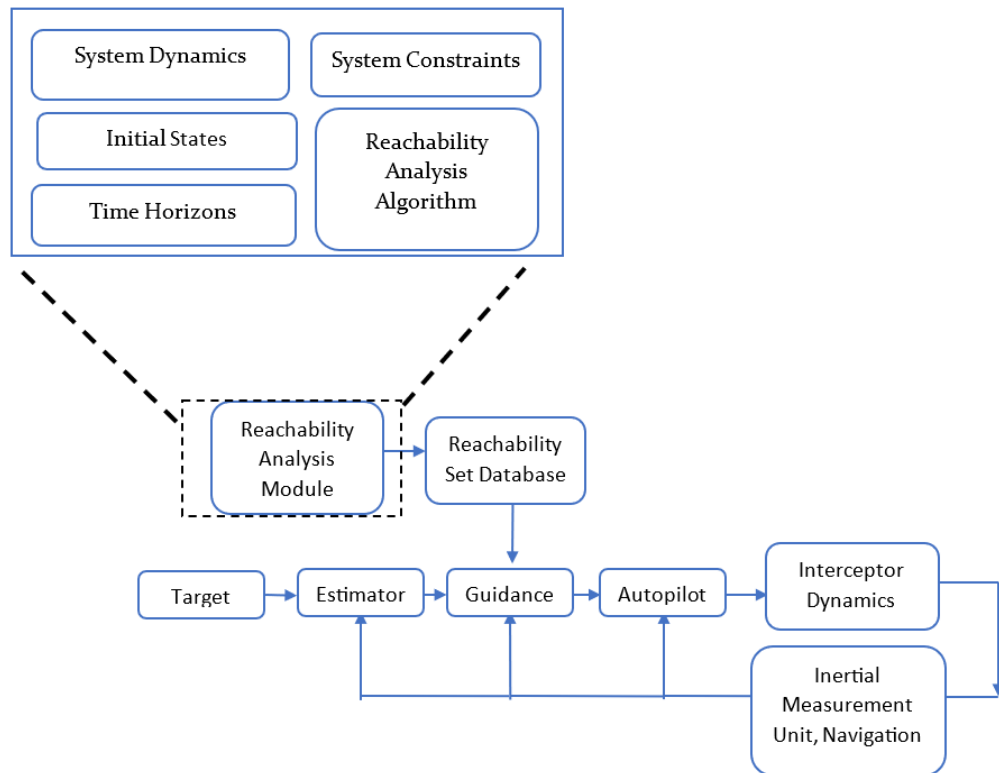 System Dynamics
System Constraints
Initial States
Reachability
Analysis
Algorithm
Time Horizons
Reachability
Analysis
Module
Reachability
Set Database
Target
Estimator
Guidance
Autopilot
Interceptor
Dynamics
Inertial
Measurement
Unit, Navigation